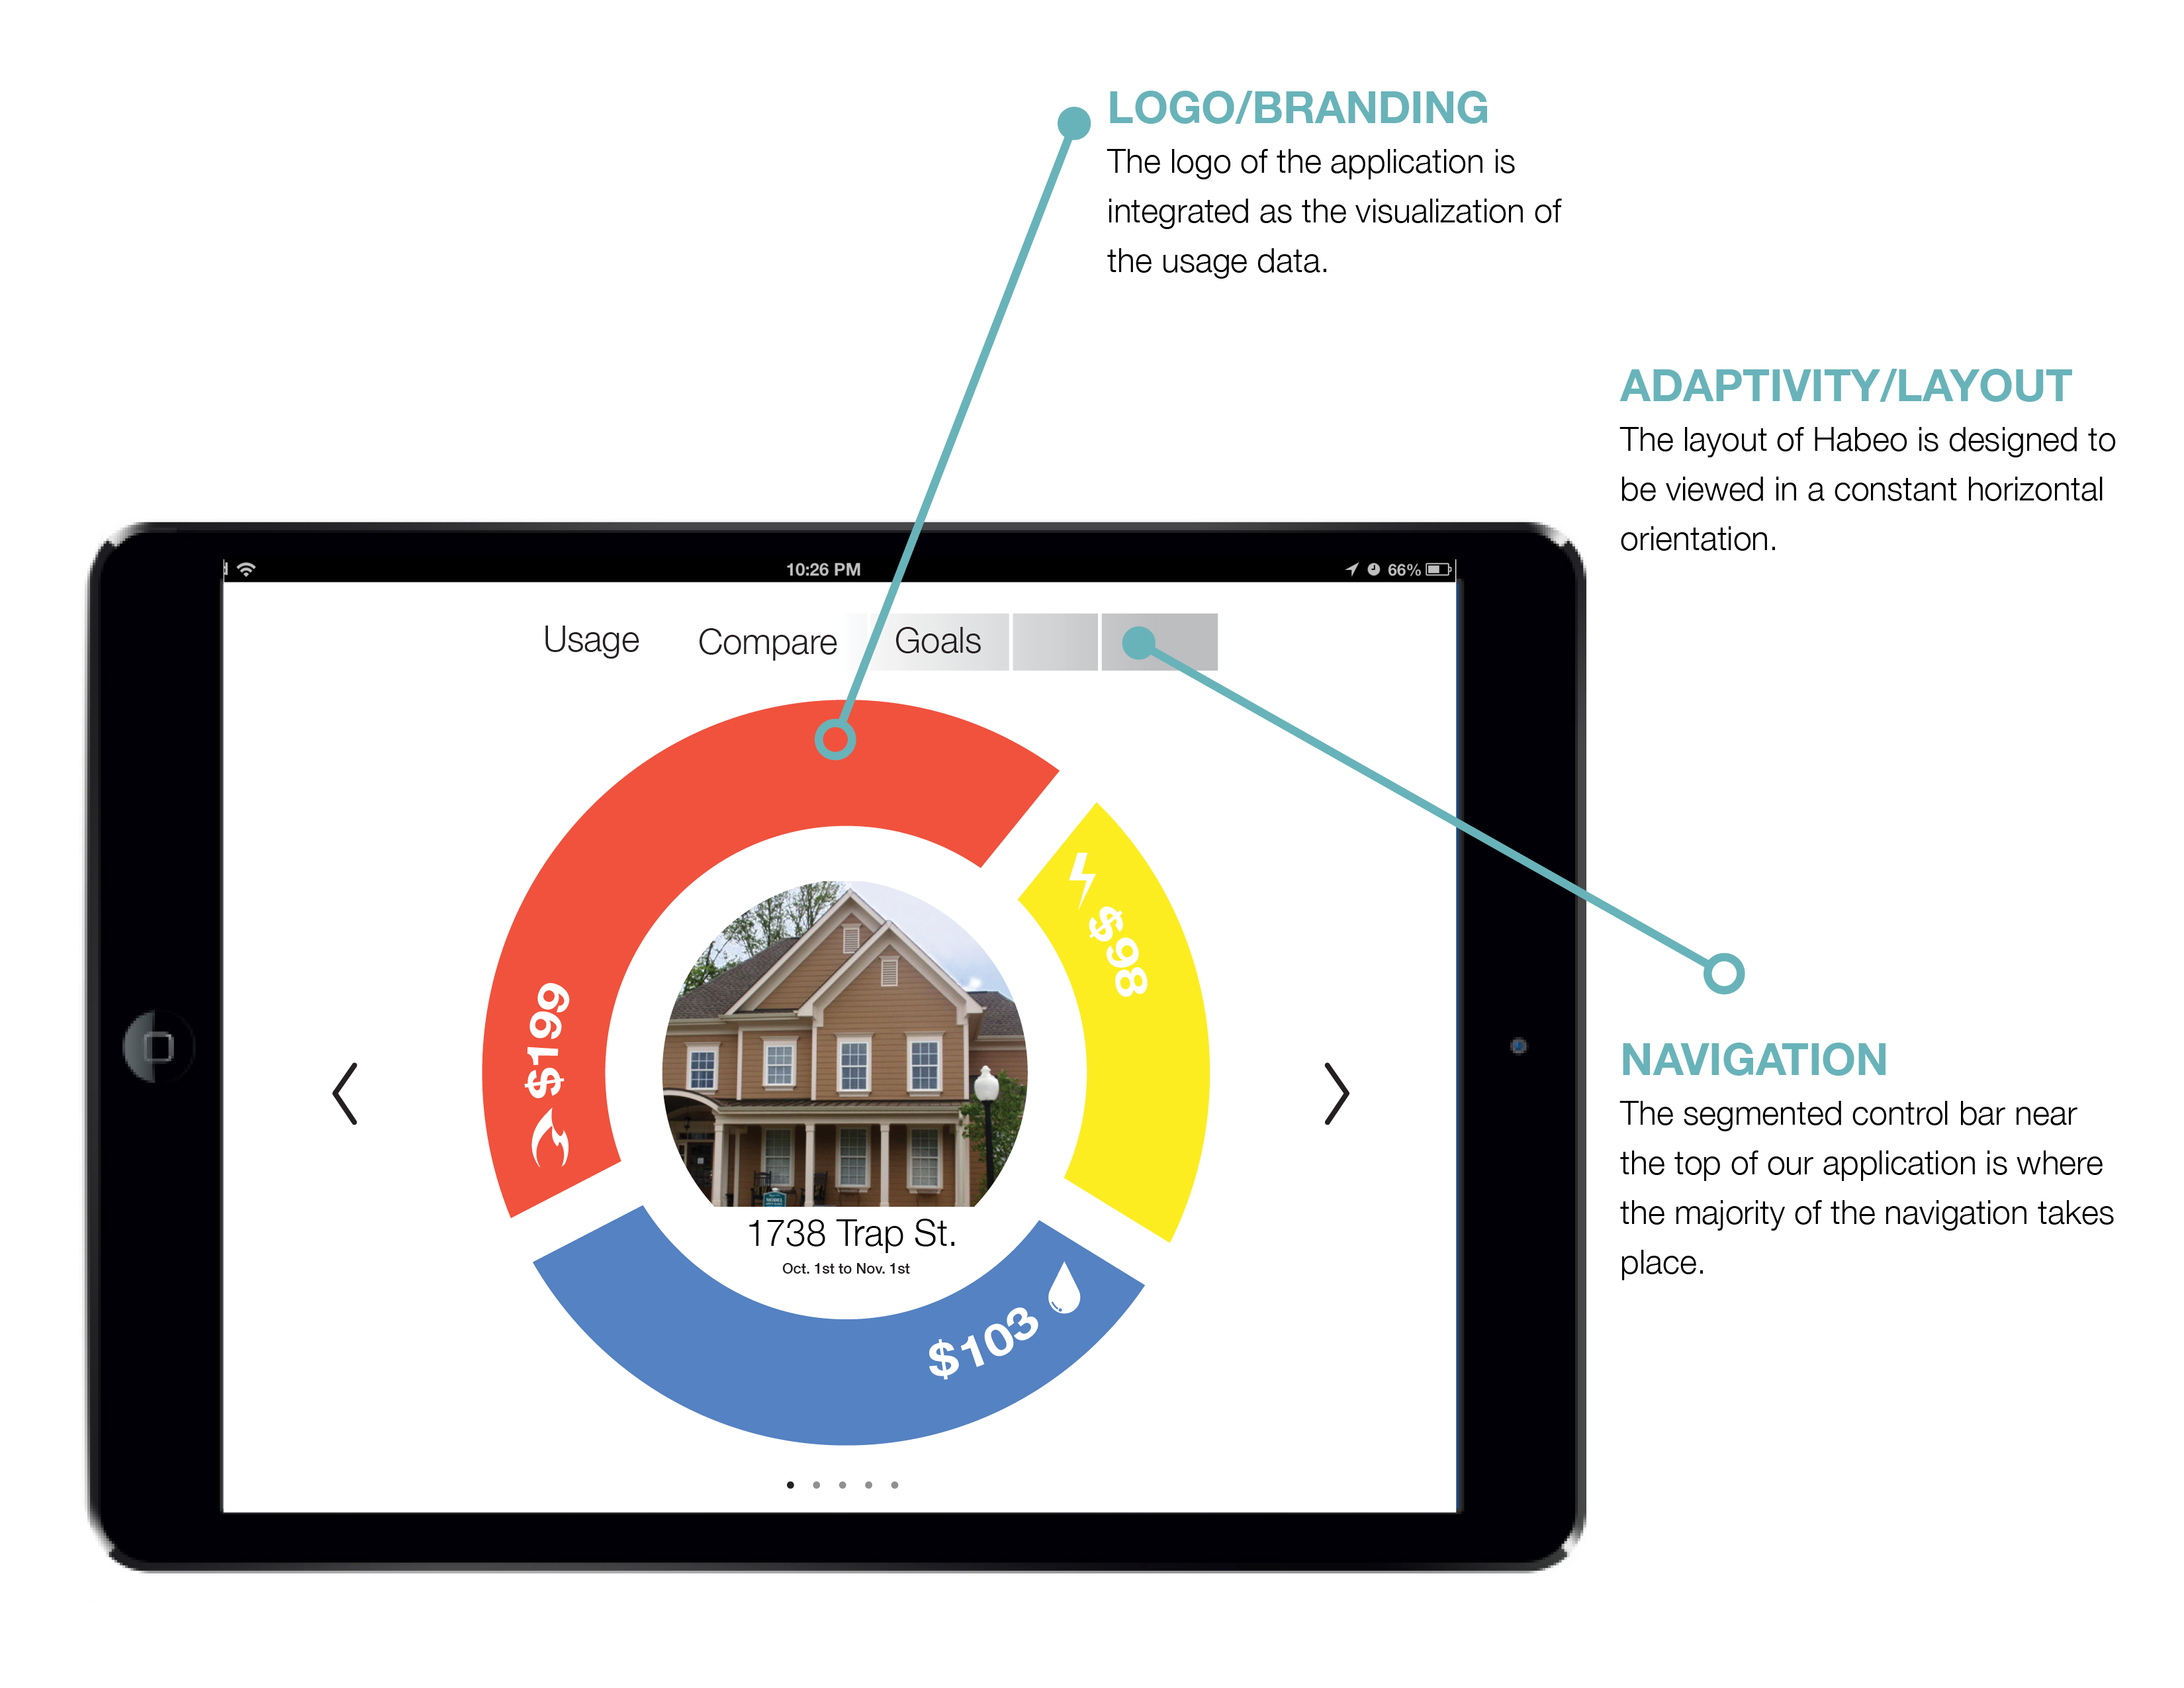 LOGO/BRANDING
The logo of the application is
integrated as the visualization of
the usage data.
ADAPTIVITY/LAYOUT
The layout of Habeo is designed to
be viewed in a constant horizontal
orientation.
10:26 PM
66%
Usage
Compare
Goals
$98
$199
1738 Trap St.
Oct. 1st to Nov. 1st
$103
NAVIGATION
The segmented control bar near
the top of our application is where
the majority of the navigation takes
place.